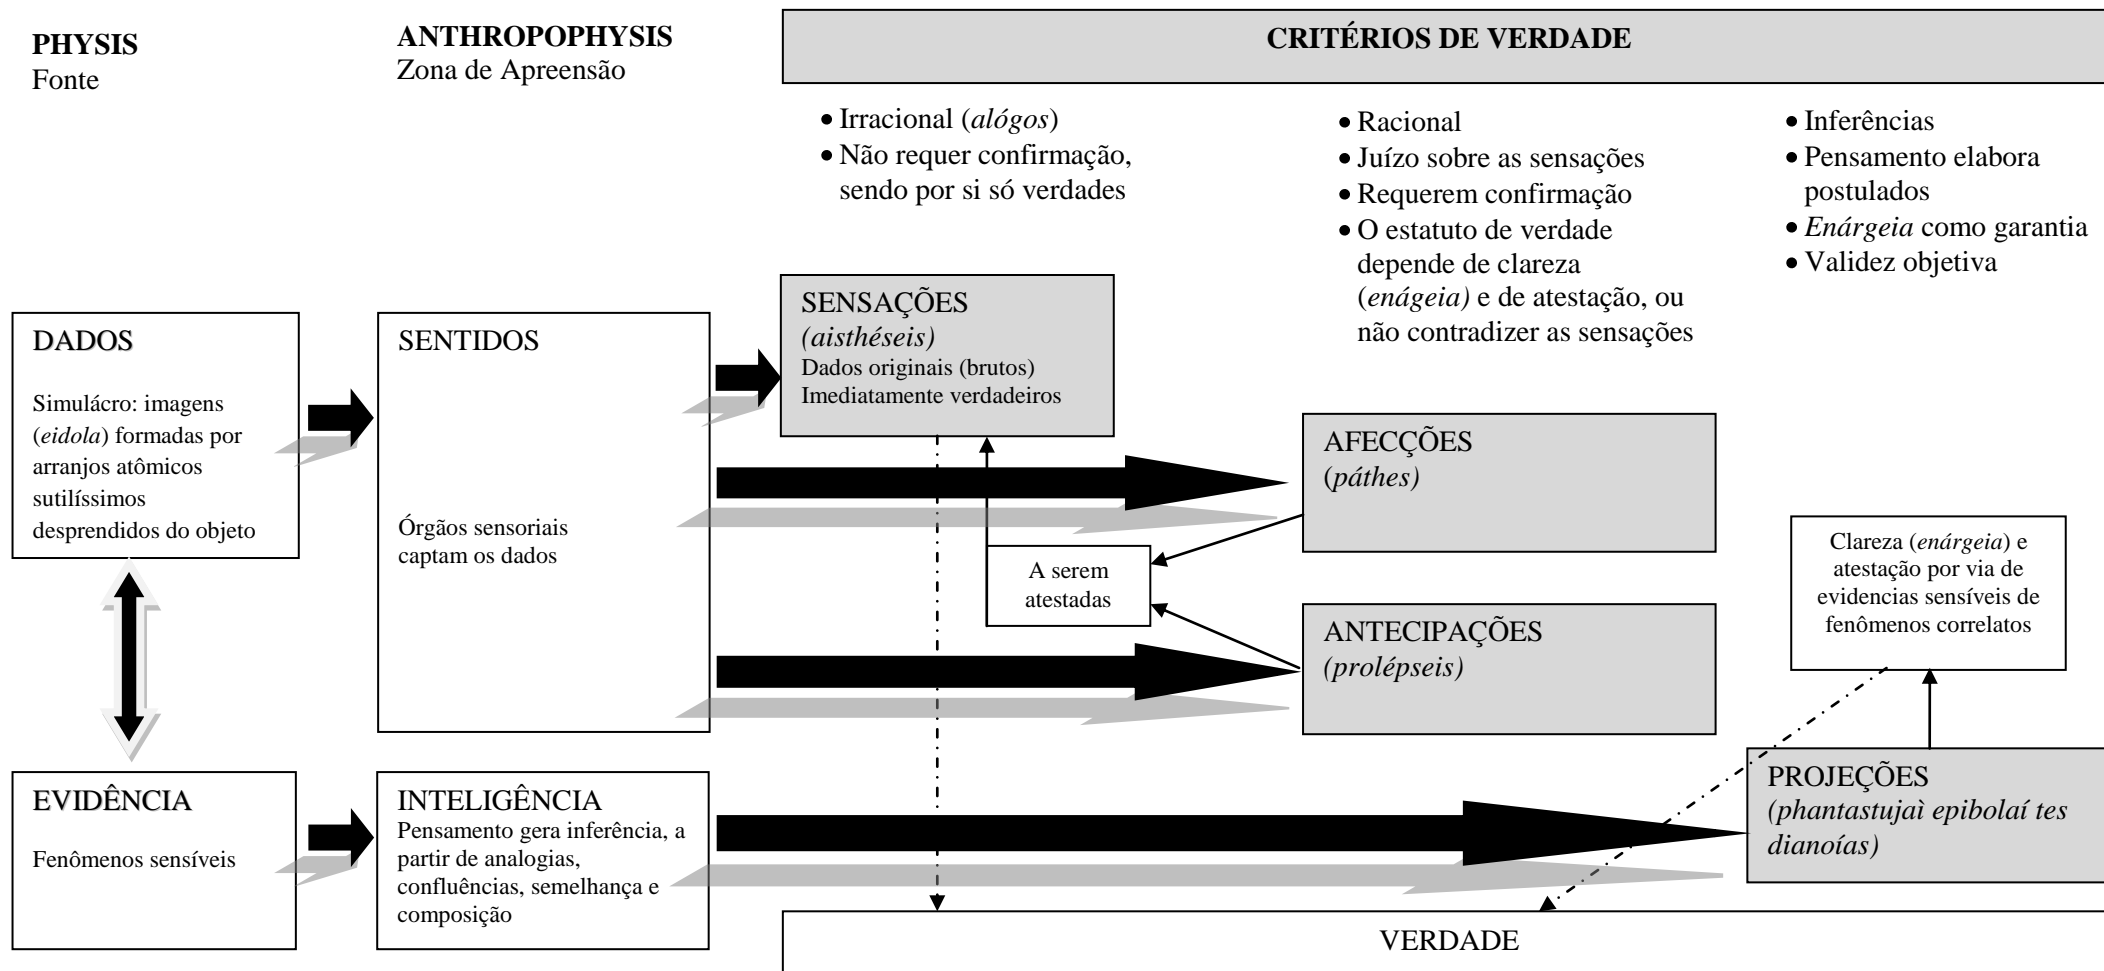 PHYSIS
Fonte
ANTHROPOPHYSIS
Zona de Apreensão
CRITÉRIOS DE VERDADE
• Irracional (alógos)
• Não requer confirmação,
sendo por si só verdades
• Racional
• Juízo sobre as sensações
• Requerem confirmação
• O estatuto de verdade
depende de clareza
(enágeia) e de atestação, ou
não contradizer as sensações
• Inferências
• Pensamento elabora
postulados
• Enárgeia como garantia
• Validez objetiva
DADOS
Simulácro: imagens
(eidola) formadas por
arranjos atômicos
sutilíssimos
desprendidos do objeto
SENTIDOS
Órgãos sensoriais
captam os dados
SENSAÇÕES
(aisthéseis)
Dados originais (brutos)
Imediatamente verdadeiros
AFECÇÕES
(páthes)
A serem
atestadas
ANTECIPAÇÕES
(prolépseis)
Clareza (enárgeia) e
atestação por via de
evidencias sensíveis de
fenômenos correlatos
EVIDÊNCIA
Fenômenos sensíveis
INTELIGÊNCIA
Pensamento gera inferência, a
partir de analogias,
confluências, semelhança e
composição
PROJEÇÕES
(phantastujaì epibolaí tes
dianoías)
VERDADE